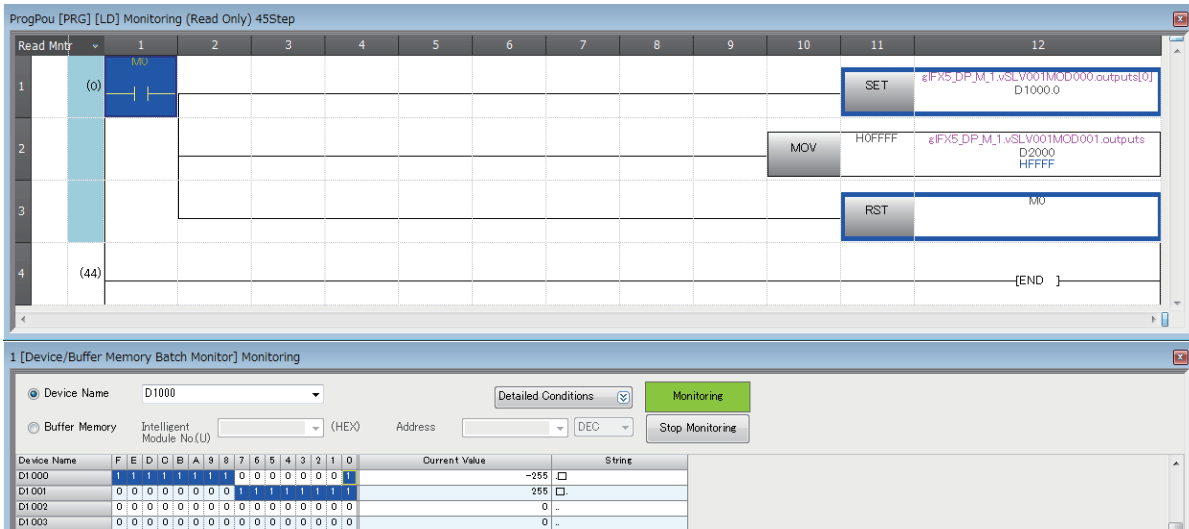 ProgPou [PRG] [LD] Monitoring (Read Only) 45Step
Read Mntr 1 2 3 4 5 6 7 8 9 10 11 12
1 (0) M0 SET glFX5_DP_M_1.vSLV001MOD000.outputs[0]
D1000.0
2 MOV H0FFFF glFX5_DP_M_1.vSLV001MOD001.outputs
D2000
HFFFF
3 RST M0
4 (44) [END ]
1 [Device/Buffer Memory Batch Monitor] Monitoring
Device Name D1000 Detailed Conditions Monitoring
Buffer Memory Intelligent Module No.(U) (HEX) Address DEC Stop Monitoring
Device Name F E D C B A 9 8 7 6 5 4 3 2 1 0 Current Value String
D1000 1 1 1 1 1 1 1 1 0 0 0 0 0 0 0 1 -255 .□
D1001 0 0 0 0 0 0 0 0 1 1 1 1 1 1 1 1 255 □.
D1002 0 0 0 0 0 0 0 0 0 0 0 0 0 0 0 0 0 ..
D1003 0 0 0 0 0 0 0 0 0 0 0 0 0 0 0 0 0 ..